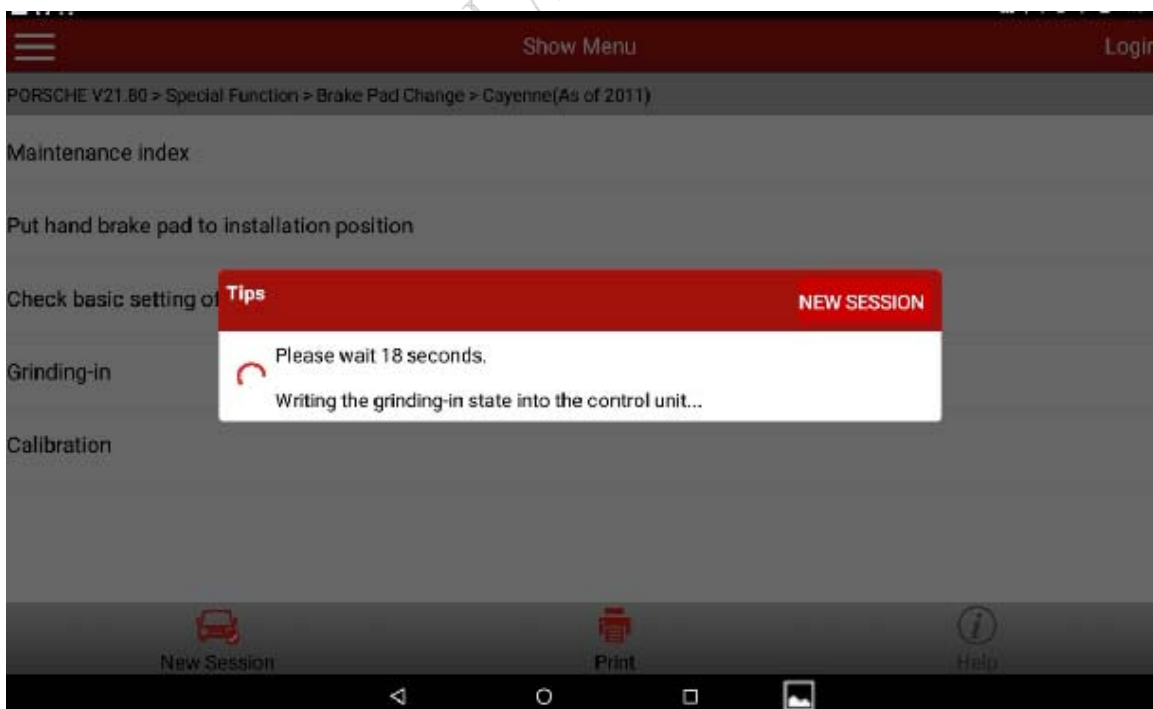 Show Menu
Login
PORSCHE V21.80 > Special Function > Brake Pad Change > Cayenne(As of 2011)
Maintenance index
Put hand brake pad to installation position
Check basic setting of
Tips
NEW SESSION
Please wait 18 seconds.
Writing the grinding-in state into the control unit...
Grinding-in
Calibration
New Session
Print
Help